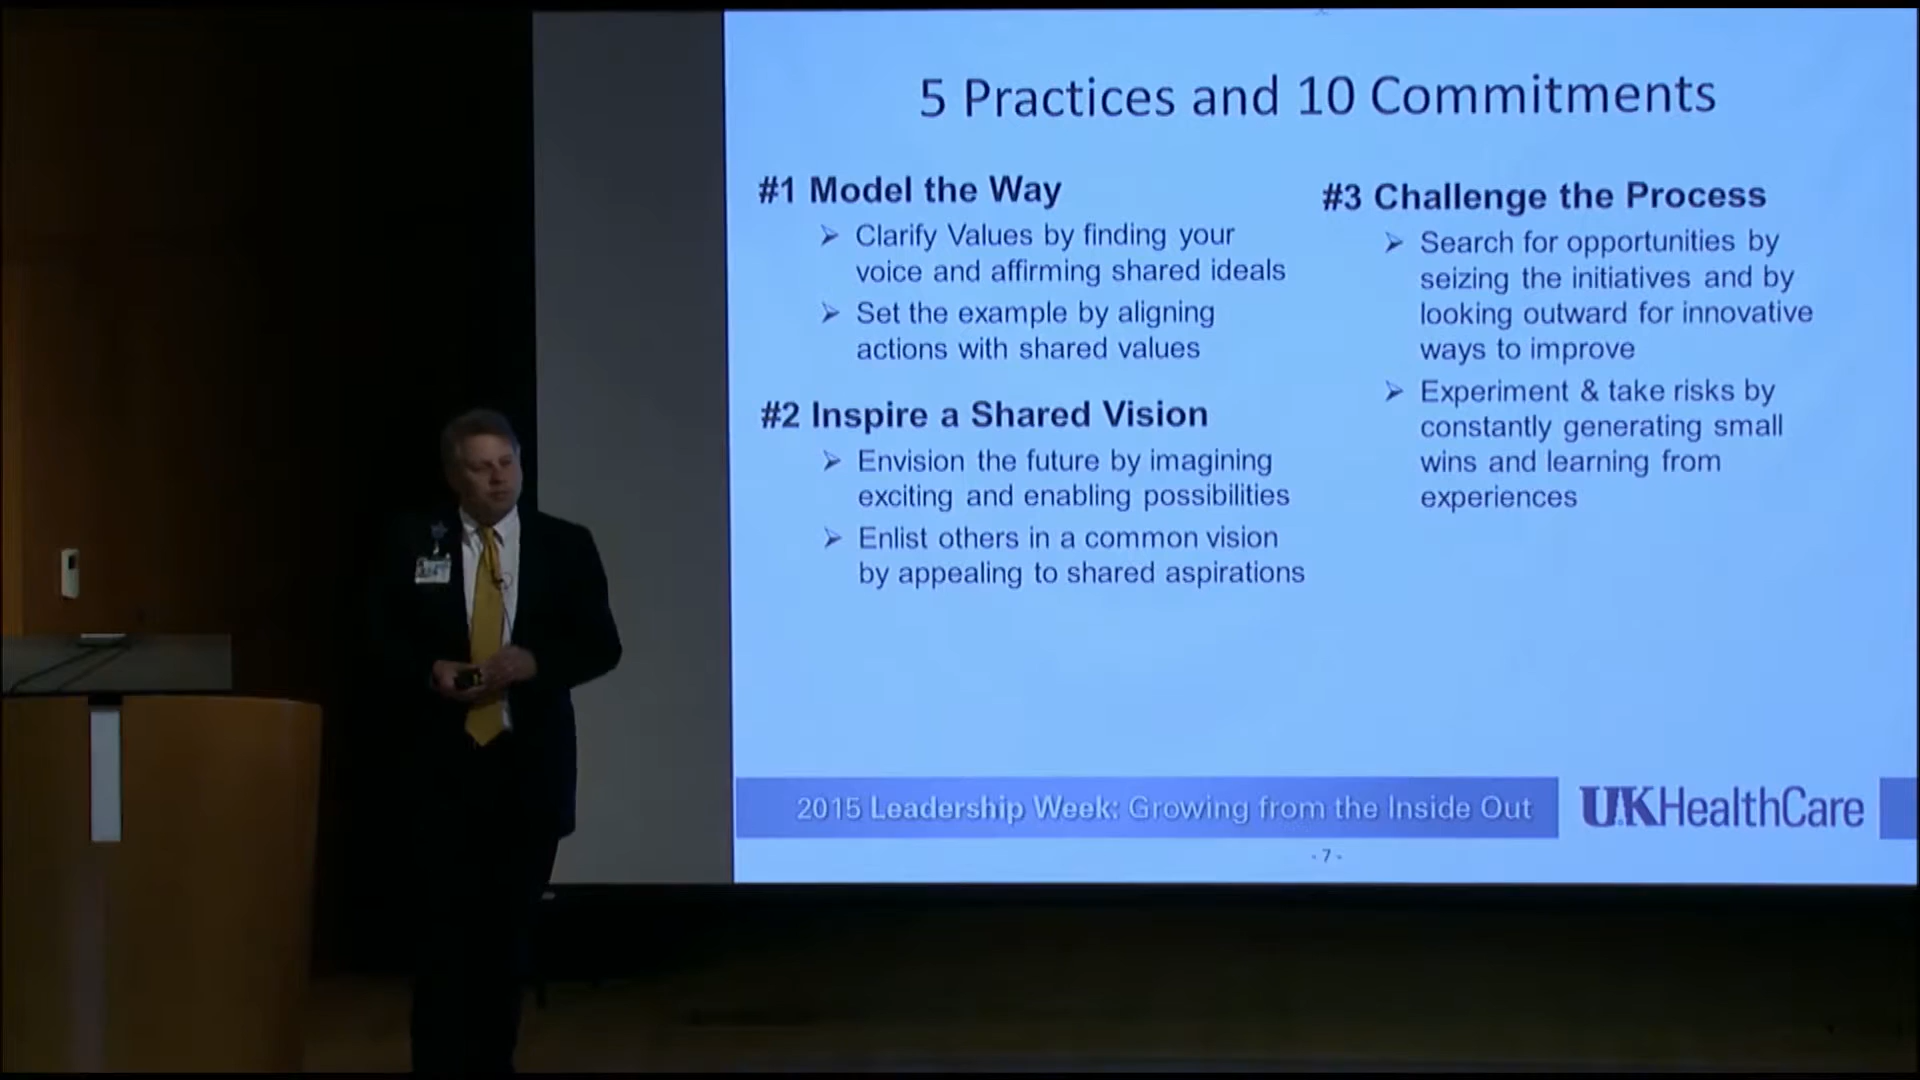 5 Practices and 10 Commitments
#1 Model the Way
➢ Clarify Values by finding your
voice and affirming shared ideals
➢ Set the example by aligning
actions with shared values
#2 Inspire a Shared Vision
➢ Envision the future by imagining
exciting and enabling possibilities
➢ Enlist others in a common vision
by appealing to shared aspirations
#3 Challenge the Process
➢ Search for opportunities by
seizing the initiatives and by
looking outward for innovative
ways to improve
➢ Experiment & take risks by
constantly generating small
wins and learning from
experiences
2015 Leadership Week: Growing from the Inside Out
UKHealthCare
- 7 -